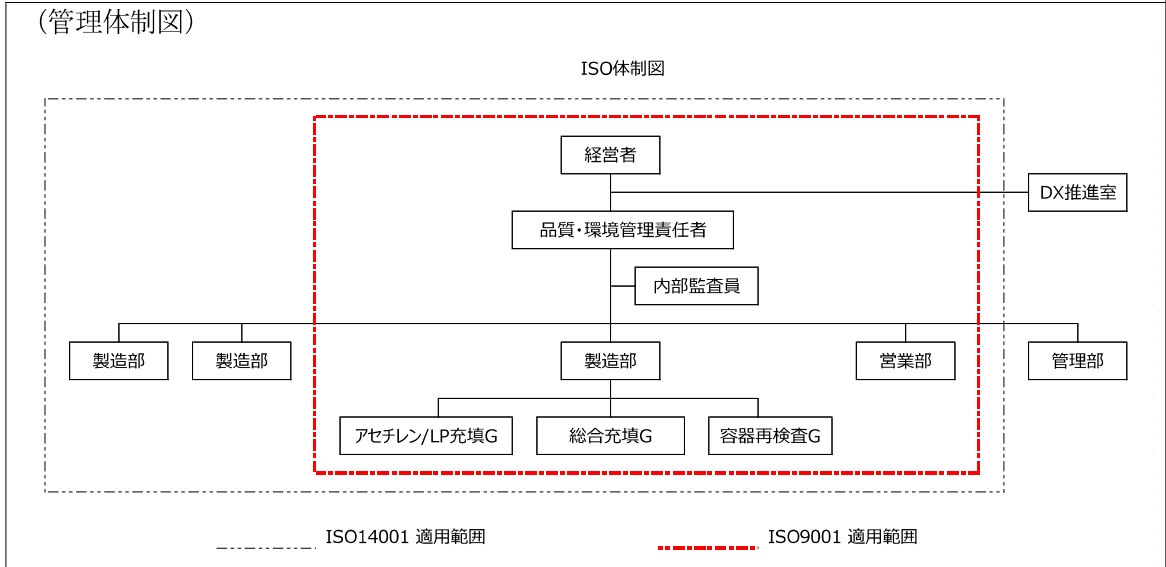 （管理体制図）
ISO体制図
経営者
DX推進室
品質・環境管理責任者
内部監査員
製造部
製造部
製造部
営業部
管理部
アセチレン/LP充填G
総合充填G
容器再検査G
ISO14001 適用範囲
ISO9001 適用範囲